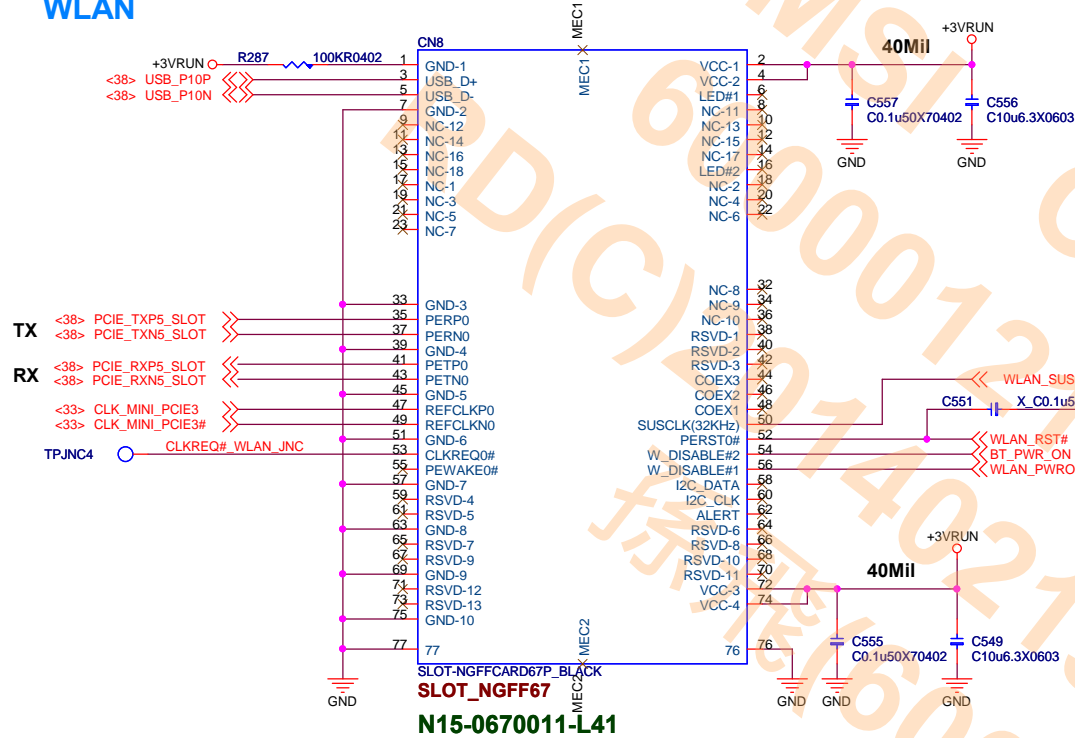 WLAN
MEC1
CN8
MEC1
+3VRUN
R287
100KR0402
<38> USB_P10P
<38> USB_P10N
1 GND-1
3 USB_D+
5 USB_D-
7 GND-2
9 NC-12
11 NC-14
13 NC-16
15 NC-18
17 NC-1
19 NC-3
21 NC-5
23 NC-7
VCC-1 2
VCC-2 4
LED#1 6
NC-11 8
NC-13 10
NC-15 12
NC-17 14
LED#2 16
NC-2 18
NC-4 20
NC-6 22
40Mil
+3VRUN
C557
C0.1u50X70402
C556
C10u6.3X0603
GND
GND
TX
<38> PCIE_TXP5_SLOT
<38> PCIE_TXN5_SLOT
RX
<38> PCIE_RXP5_SLOT
<38> PCIE_RXN5_SLOT
<33> CLK_MINI_PCIE3
<33> CLK_MINI_PCIE3#
TPJNC4
CLKREQ#_WLAN_JNC
33 GND-3
35 PERP0
37 PERN0
39 GND-4
41 PETP0
43 PETN0
45 GND-5
47 REFCLKP0
49 REFCLKN0
51 GND-6
53 CLKREQ0#
55 PEWAKE0#
57 GND-7
59 RSVD-4
61 RSVD-5
63 GND-8
65 RSVD-7
67 RSVD-9
69 GND-9
71 RSVD-12
73 RSVD-13
75 GND-10
77 77
NC-8 32
NC-9 34
NC-10 36
RSVD-1 38
RSVD-2 40
RSVD-3 42
COEX3 44
COEX2 46
COEX1 48
SUSCLK(32KHz) 50
PERST0# 52
W_DISABLE#2 54
W_DISABLE#1 56
I2C_DATA 58
I2C_CLK 60
ALERT 62
RSVD-6 64
RSVD-8 66
RSVD-10 68
RSVD-11 70
VCC-3 72
VCC-4 74
76 76
WLAN_SUS
C551
X_C0.1u5
WLAN_RST#
BT_PWR_ON
WLAN_PWRO
40Mil
+3VRUN
C555
C0.1u50X70402
C549
C10u6.3X0603
GND
GND
GND
GND
MEC2
MEC2
SLOT-NGFFCARD67P_BLACK
SLOT_NGFF67
N15-0670011-L41
MSI
RD(C)2014021
6000012
(60